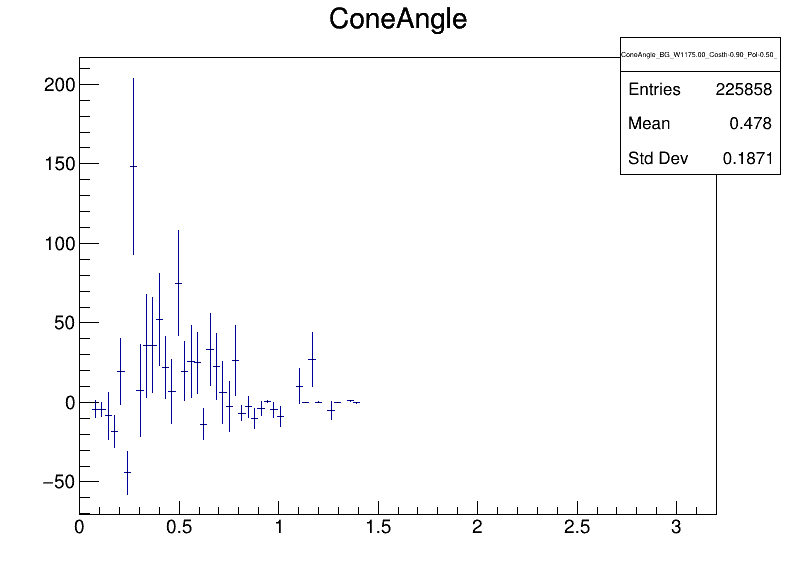 ConeAngle
ConeAngle_BG_W1175.00_Costh-0.90_Pol-0.50_
Entries 225858
Mean 0.478
Std Dev 0.1871
200
150
100
50
0
−50
0 0.5 1 1.5 2 2.5 3